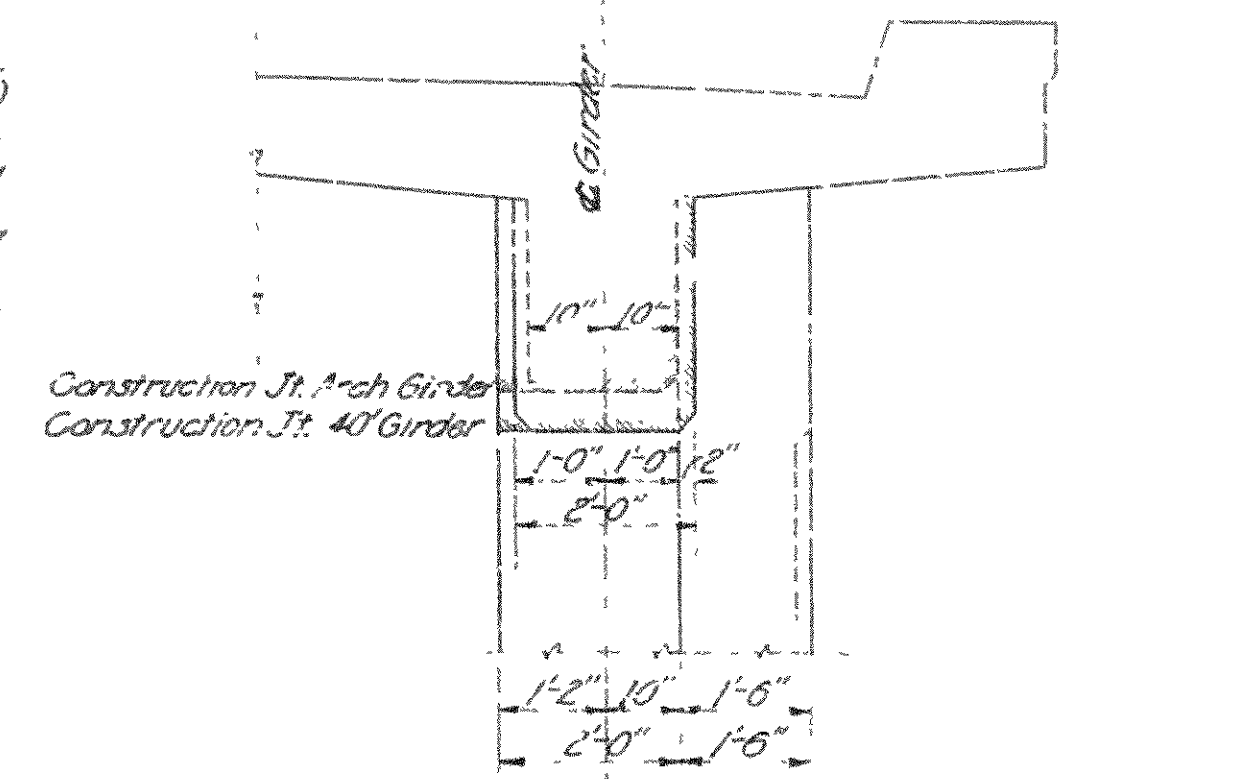 ℄ Girder
10" 10"
Construction Jt. Arch Girder
Construction Jt. 40' Girder
1'-0" 1'-0" 2"
2'-0"
1'-2" 10" 1'-6"
2'-0" 1'-6"